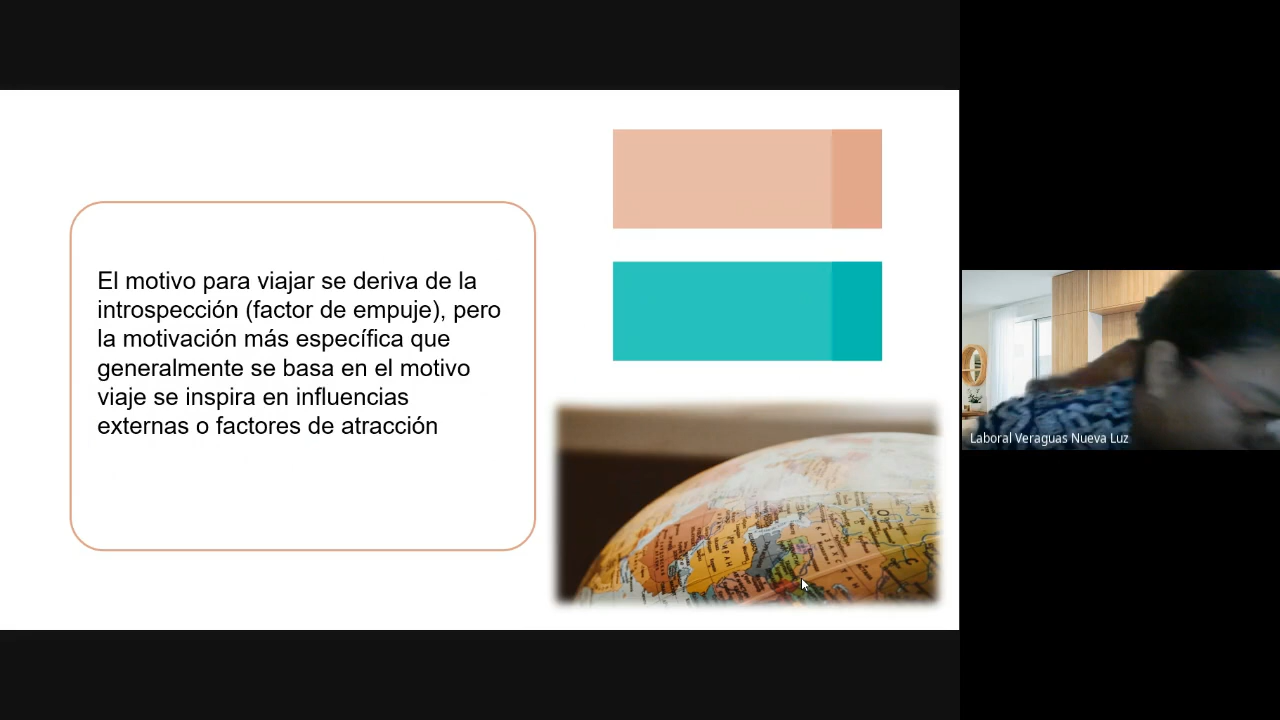 El motivo para viajar se deriva de la
introspección (factor de empuje), pero
la motivación más específica que
generalmente se basa en el motivo
viaje se inspira en influencias
externas o factores de atracción
Laboral Veraguas Nueva Luz